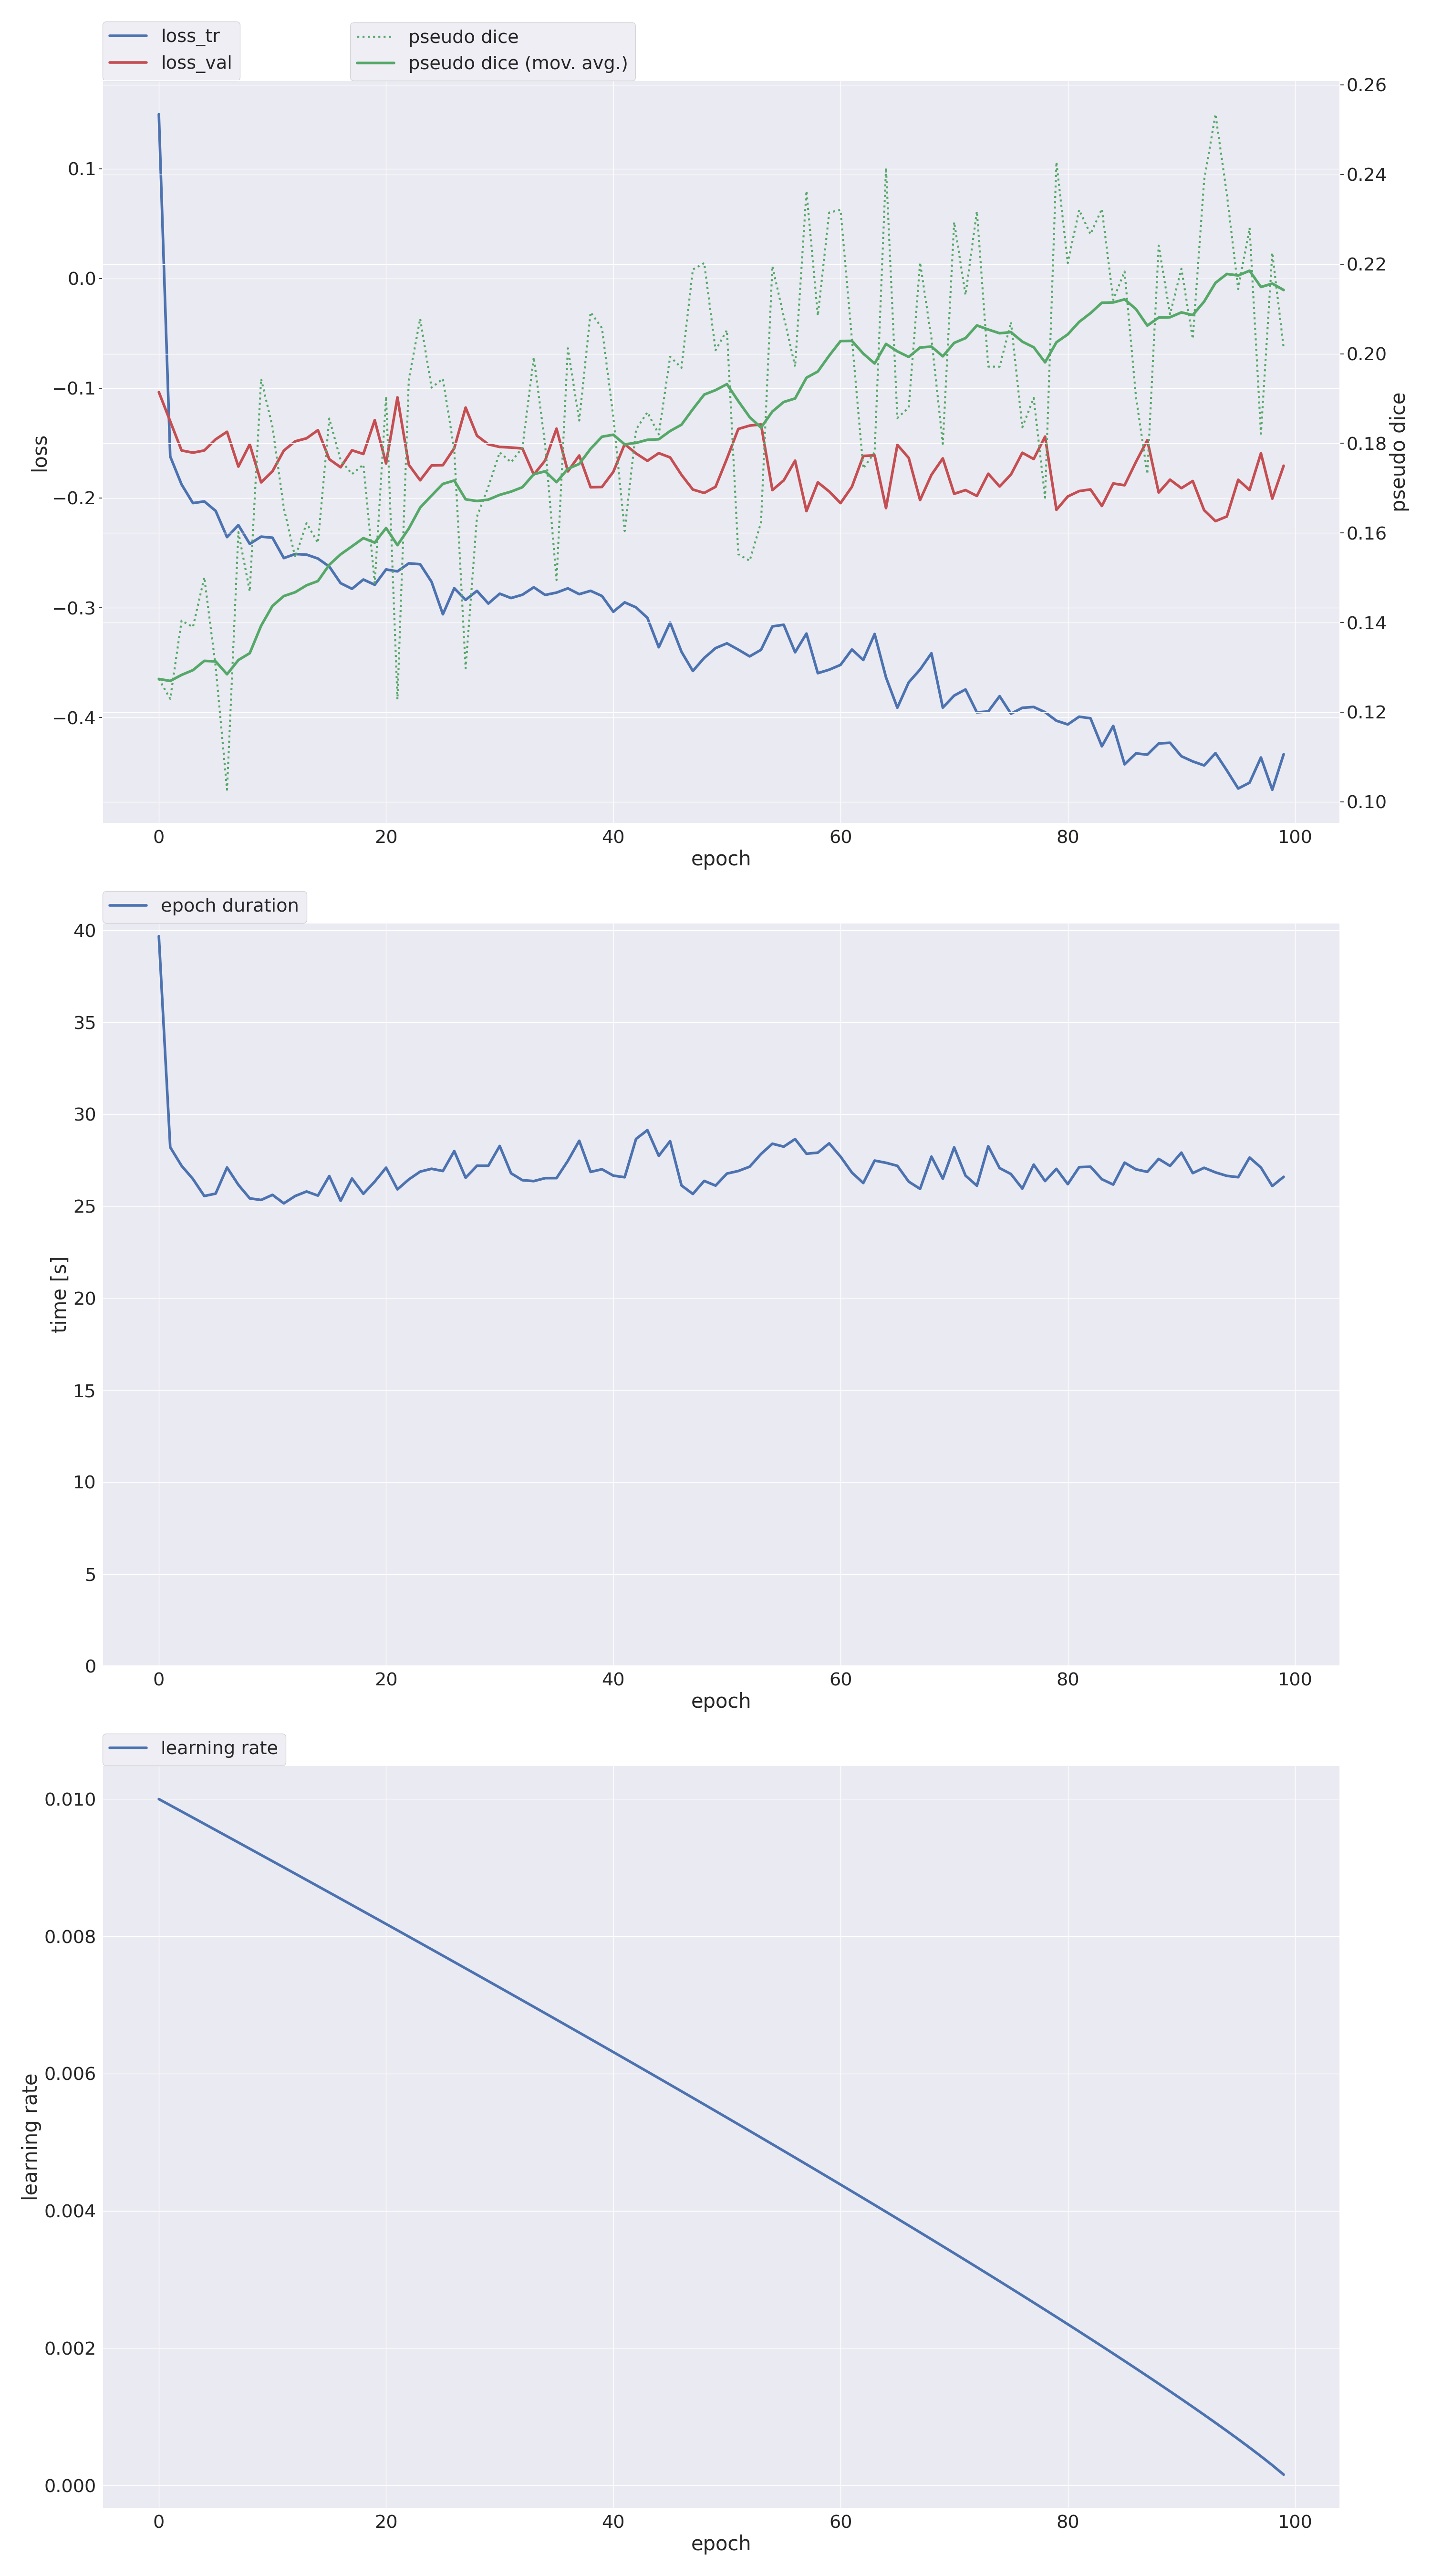 loss_tr
loss_val
pseudo dice
pseudo dice (mov. avg.)
0.1
0.0
−0.1
−0.2
−0.3
−0.4
loss
0.26
0.24
0.22
0.20
0.18
0.16
0.14
0.12
0.10
pseudo dice
0 20 40 60 80 100
epoch
epoch duration
40
35
30
25
20
15
10
5
0
time [s]
0 20 40 60 80 100
epoch
learning rate
0.010
0.008
0.006
0.004
0.002
0.000
learning rate
0 20 40 60 80 100
epoch